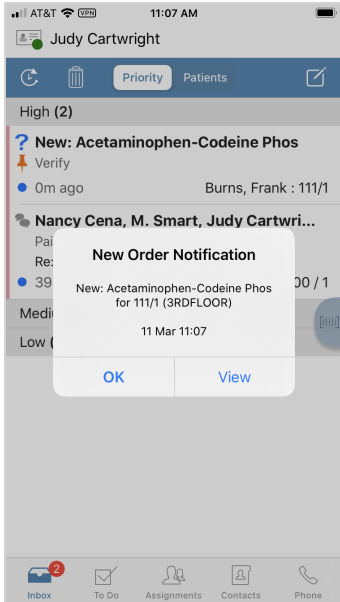 AT&T VPN 11:07 AM
Judy Cartwright
Priority Patients
High (2)
? New: Acetaminophen-Codeine Phos
Verify
0m ago Burns, Frank : 111/1
Nancy Cena, M. Smart, Judy Cartwri...
Pai
Re:
39 00 / 1
Medi
Low (
New Order Notification
New: Acetaminophen-Codeine Phos
for 111/1 (3RDFLOOR)
11 Mar 11:07
OK View
2
Inbox To Do Assignments Contacts Phone